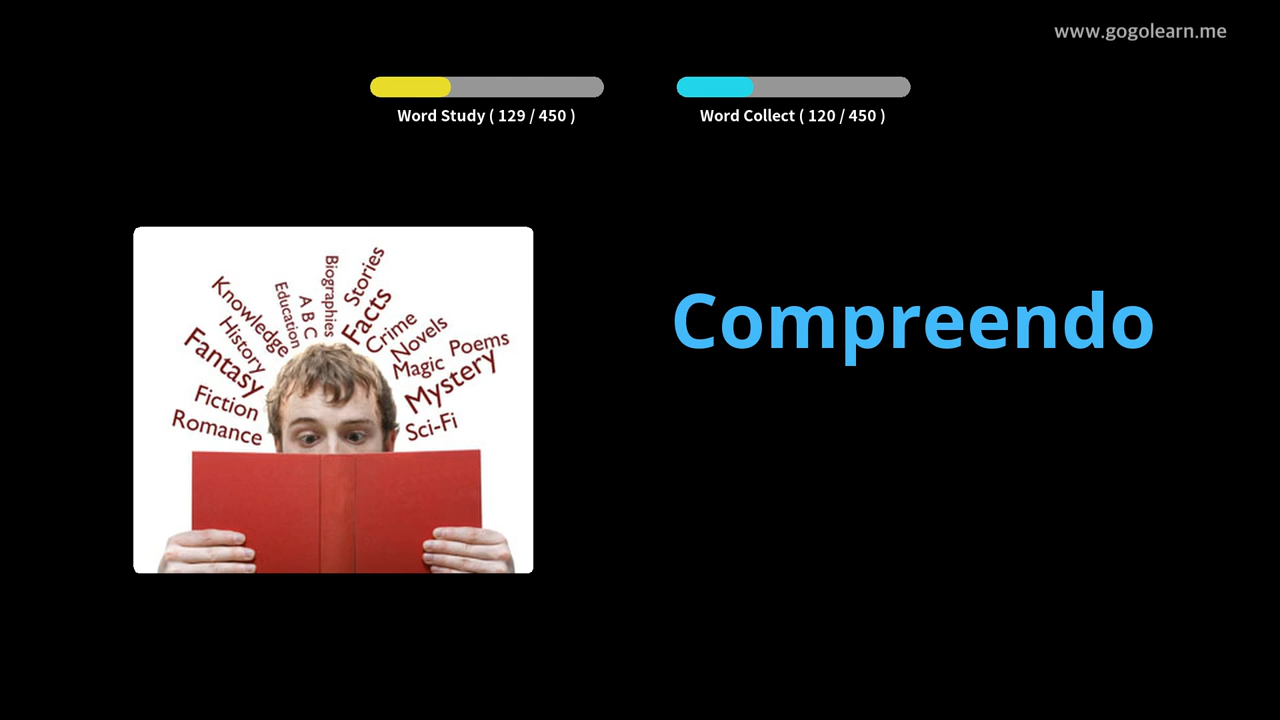 www.gogolearn.me
Word Study ( 129 / 450 )
Word Collect ( 120 / 450 )
Compreendo
Biographies
Stories
Education
A B C
Facts
Knowledge
Crime
History
Novels
Fantasy
Magic
Poems
Mystery
Fiction
Romance
Sci-Fi